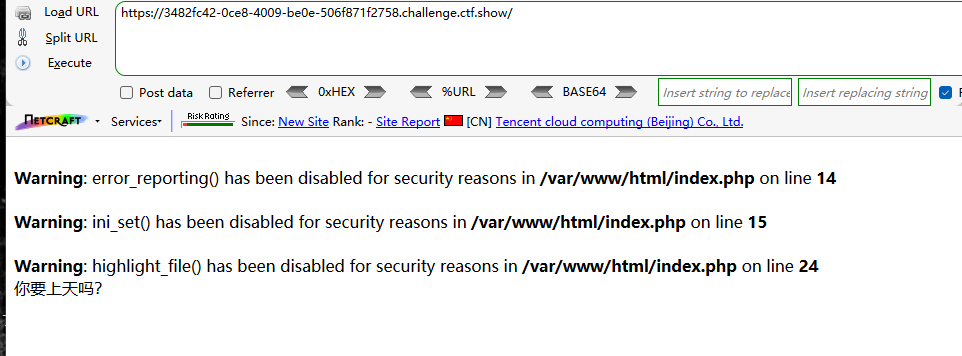 Load URL
https://3482fc42-0ce8-4009-be0e-506f871f2758.challenge.ctf.show/
Split URL
Execute
Post data Referrer 0xHEX %URL BASE64 Insert string to replace Insert replacing string
NETCRAFT Services Risk Rating Since: New Site Rank: - Site Report [CN] Tencent cloud computing (Beijing) Co., Ltd.
Warning: error_reporting() has been disabled for security reasons in /var/www/html/index.php on line 14
Warning: ini_set() has been disabled for security reasons in /var/www/html/index.php on line 15
Warning: highlight_file() has been disabled for security reasons in /var/www/html/index.php on line 24
你要上天吗?